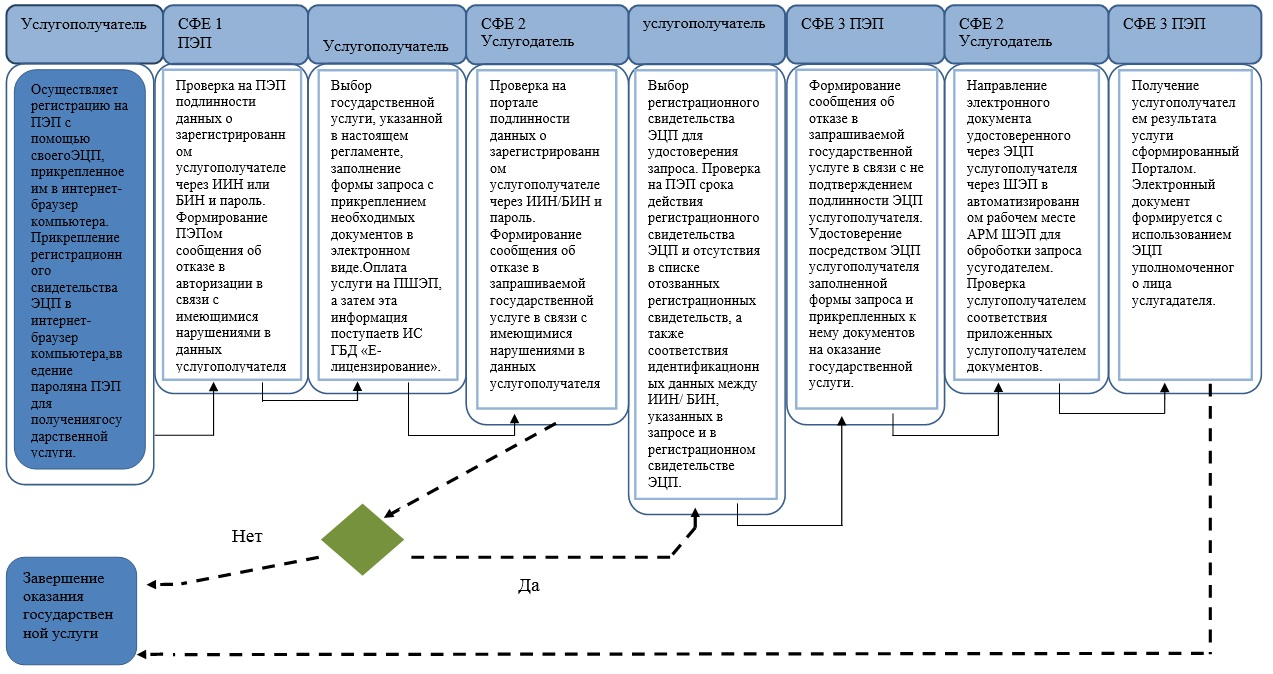 Услугополучатель
Осуществляет
регистрацию на
ПЭП с
помощью
своегоЭЦП,
прикрепленное
им в интернет-
браузер
компьютера.
Прикрепление
регистрационн
ого
свидетельства
ЭЦП в
интернет-
браузер
компьютера,вв
едение
пароляна ПЭП
для
получениягосу
дарственной
услуги.
СФЕ 1
ПЭП
Проверка на ПЭП
подлинности
данных о
зарегистрированн
ом
услугополучателе
через ИИН или
БИН и пароль.
Формирование
ПЭПом
сообщения об
отказе в
авторизации в
связи с
имеющимися
нарушениями в
данных
услугополучателя
Услугополучатель
Выбор
государственной
услуги, указанной
в настоящем
регламенте,
заполнение
формы запроса с
прикреплением
необходимых
документов в
электронном
виде.Оплата
услуги на ПШЭП,
а затем эта
информация
поступаетв ИС
ГБД «Е-
лицензирование».
СФЕ 2
Услугодатель
Проверка на
портале
подлинности
данных о
зарегистрированн
ом
услугополучателе
через ИИН/БИН и
пароль.
Формирование
сообщения об
отказе в
запрашиваемой
государственной
услуге в связи с
имеющимися
нарушениями в
данных
услугополучателя
услугополучатель
Выбор
регистрационного
свидетельства
ЭЦП для
удостоверения
запроса. Проверка
на ПЭП срока
действия
регистрационного
свидетельства
ЭЦП и отсутствия
в списке
отозванных
регистрационных
свидетельств, а
также
соответствия
идентификационн
ых данных между
ИИН/ БИН,
указанных в
запросе и в
регистрационном
свидетельстве
ЭЦП.
СФЕ 3 ПЭП
Формирование
сообщения об
отказе в
запрашиваемой
государственной
услуге в связи с не
подтверждением
подлинности ЭЦП
услугополучателя.
Удостоверение
посредством ЭЦП
услугополучателя
заполненной
формы запроса и
прикрепленных к
нему документов
на оказание
государственной
услуги.
СФЕ 2
Услугодатель
Направление
электронного
документа
удостоверенного
через ЭЦП
услугополучателя
через ШЭП в
автоматизированн
ом рабочем месте
АРМ ШЭП для
обработки запроса
усугодателем.
Проверка
услугополучателем
соответствия
приложенных
услугополучателем
документов.
СФЕ 3 ПЭП
Получение
услугополучател
ем результата
услуги
сформированный
Порталом.
Электронный
документ
формируется с
использованием
ЭЦП
уполномоченног
о лица
услугадателя.
Нет
Да
Завершение
оказания
государствен
ной услуги